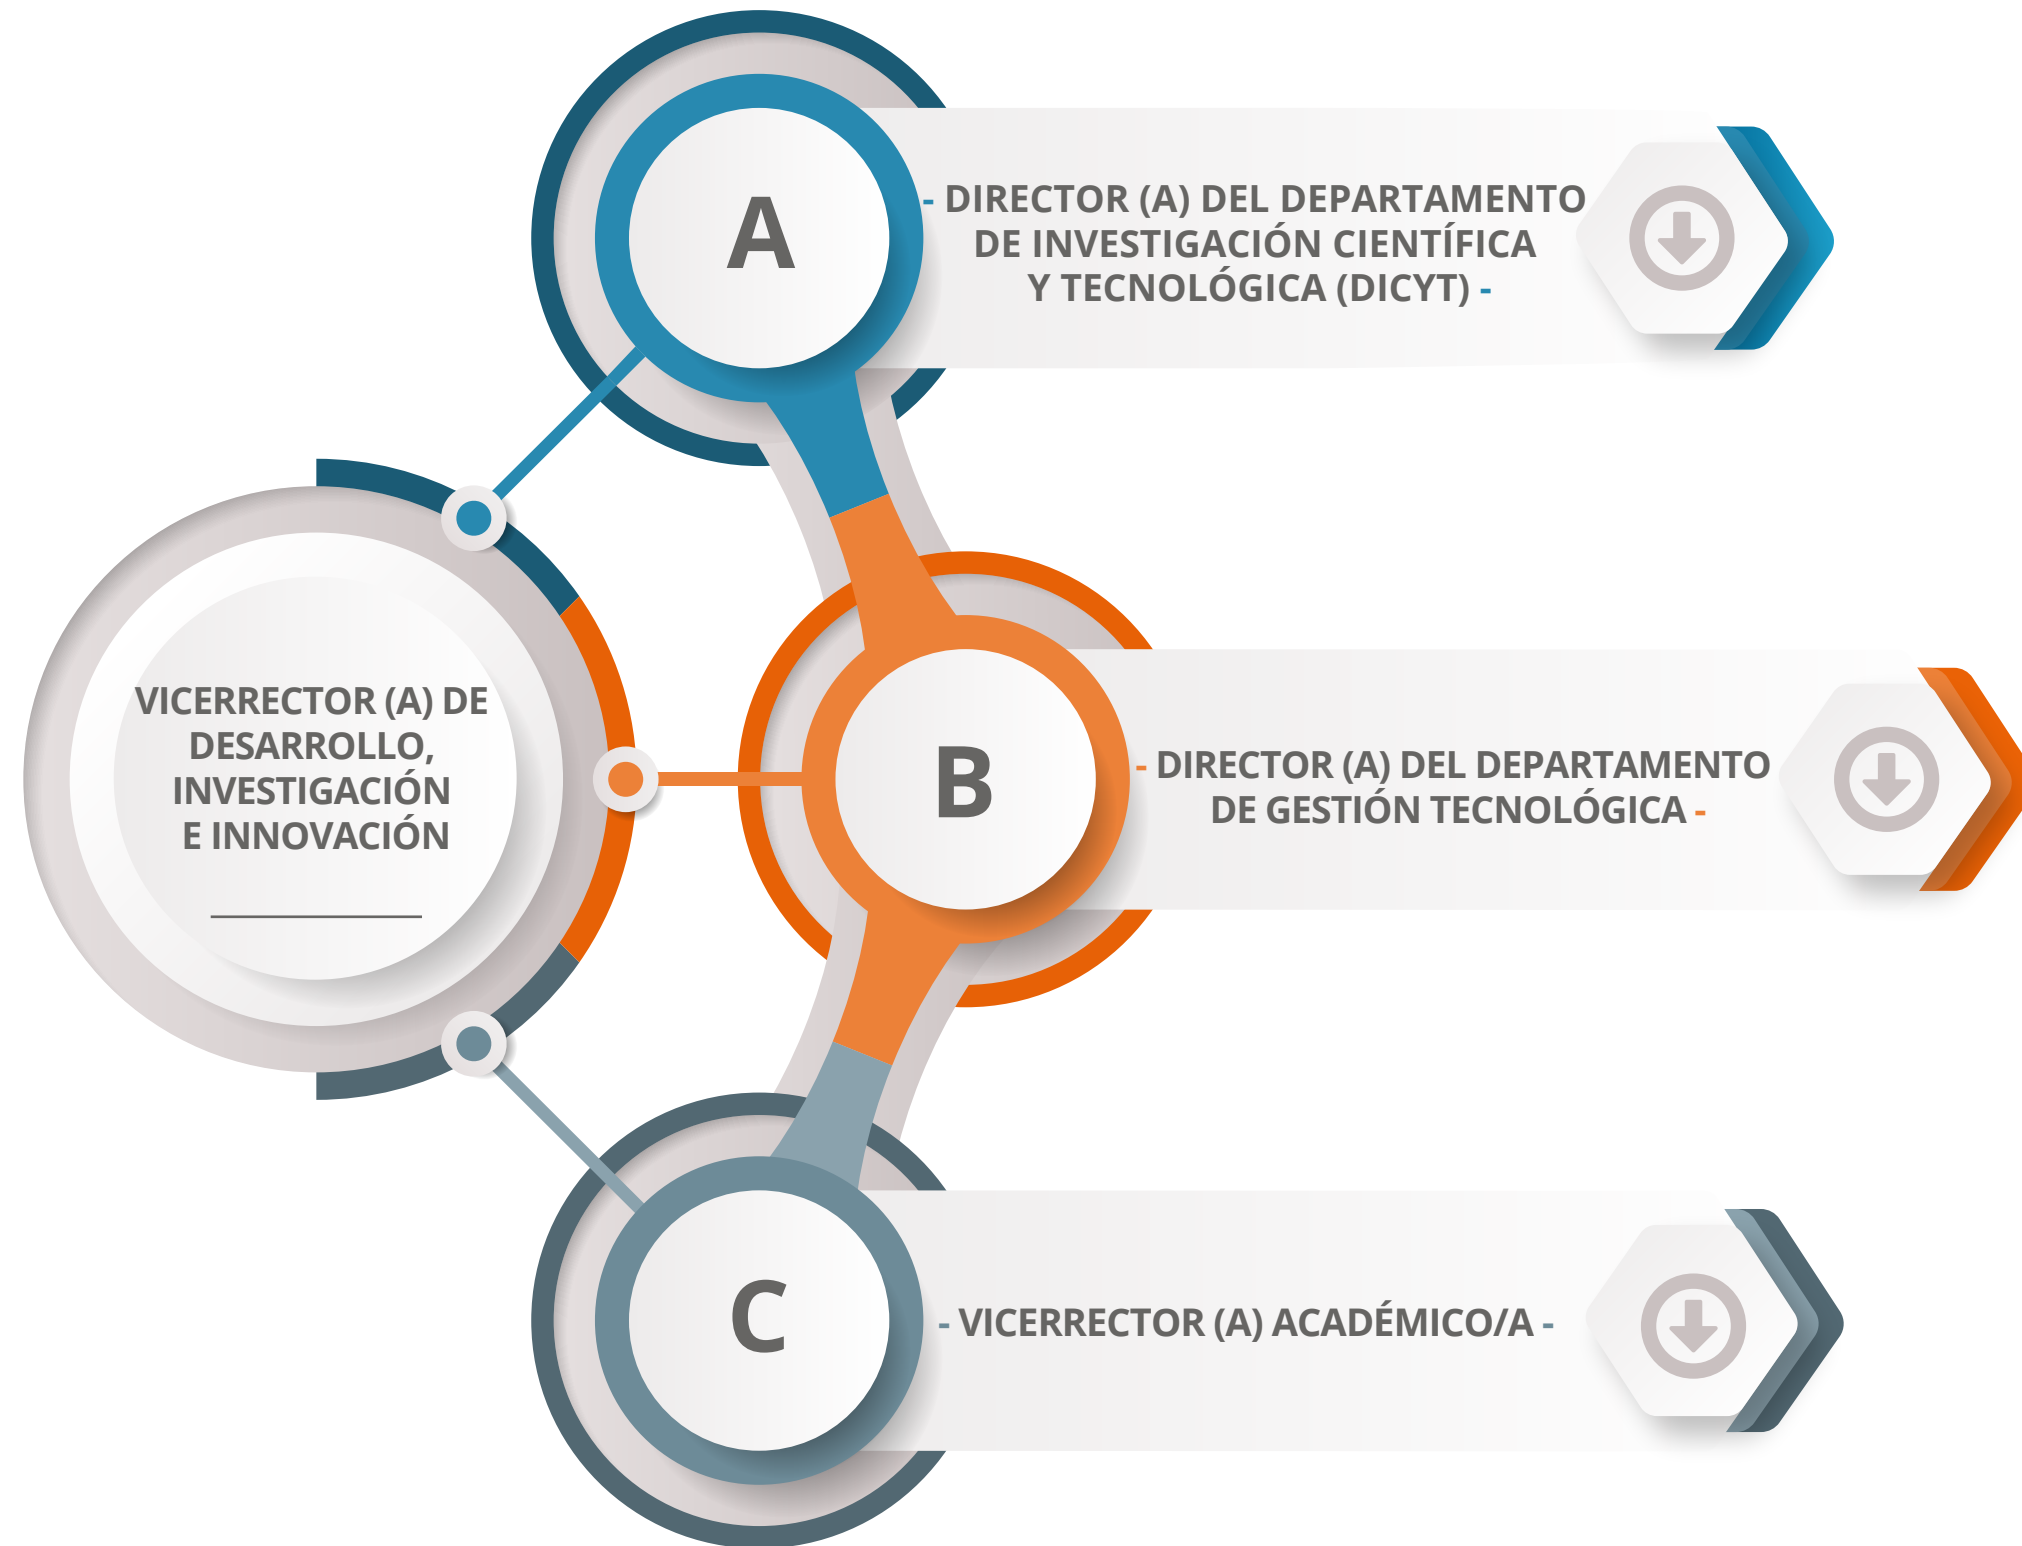 VICERRECTOR (A) DE
DESARROLLO,
INVESTIGACIÓN
E INNOVACIÓN
A
- DIRECTOR (A) DEL DEPARTAMENTO
DE INVESTIGACIÓN CIENTÍFICA
Y TECNOLÓGICA (DICYT) -
B
- DIRECTOR (A) DEL DEPARTAMENTO
DE GESTIÓN TECNOLÓGICA -
C
- VICERRECTOR (A) ACADÉMICO/A -